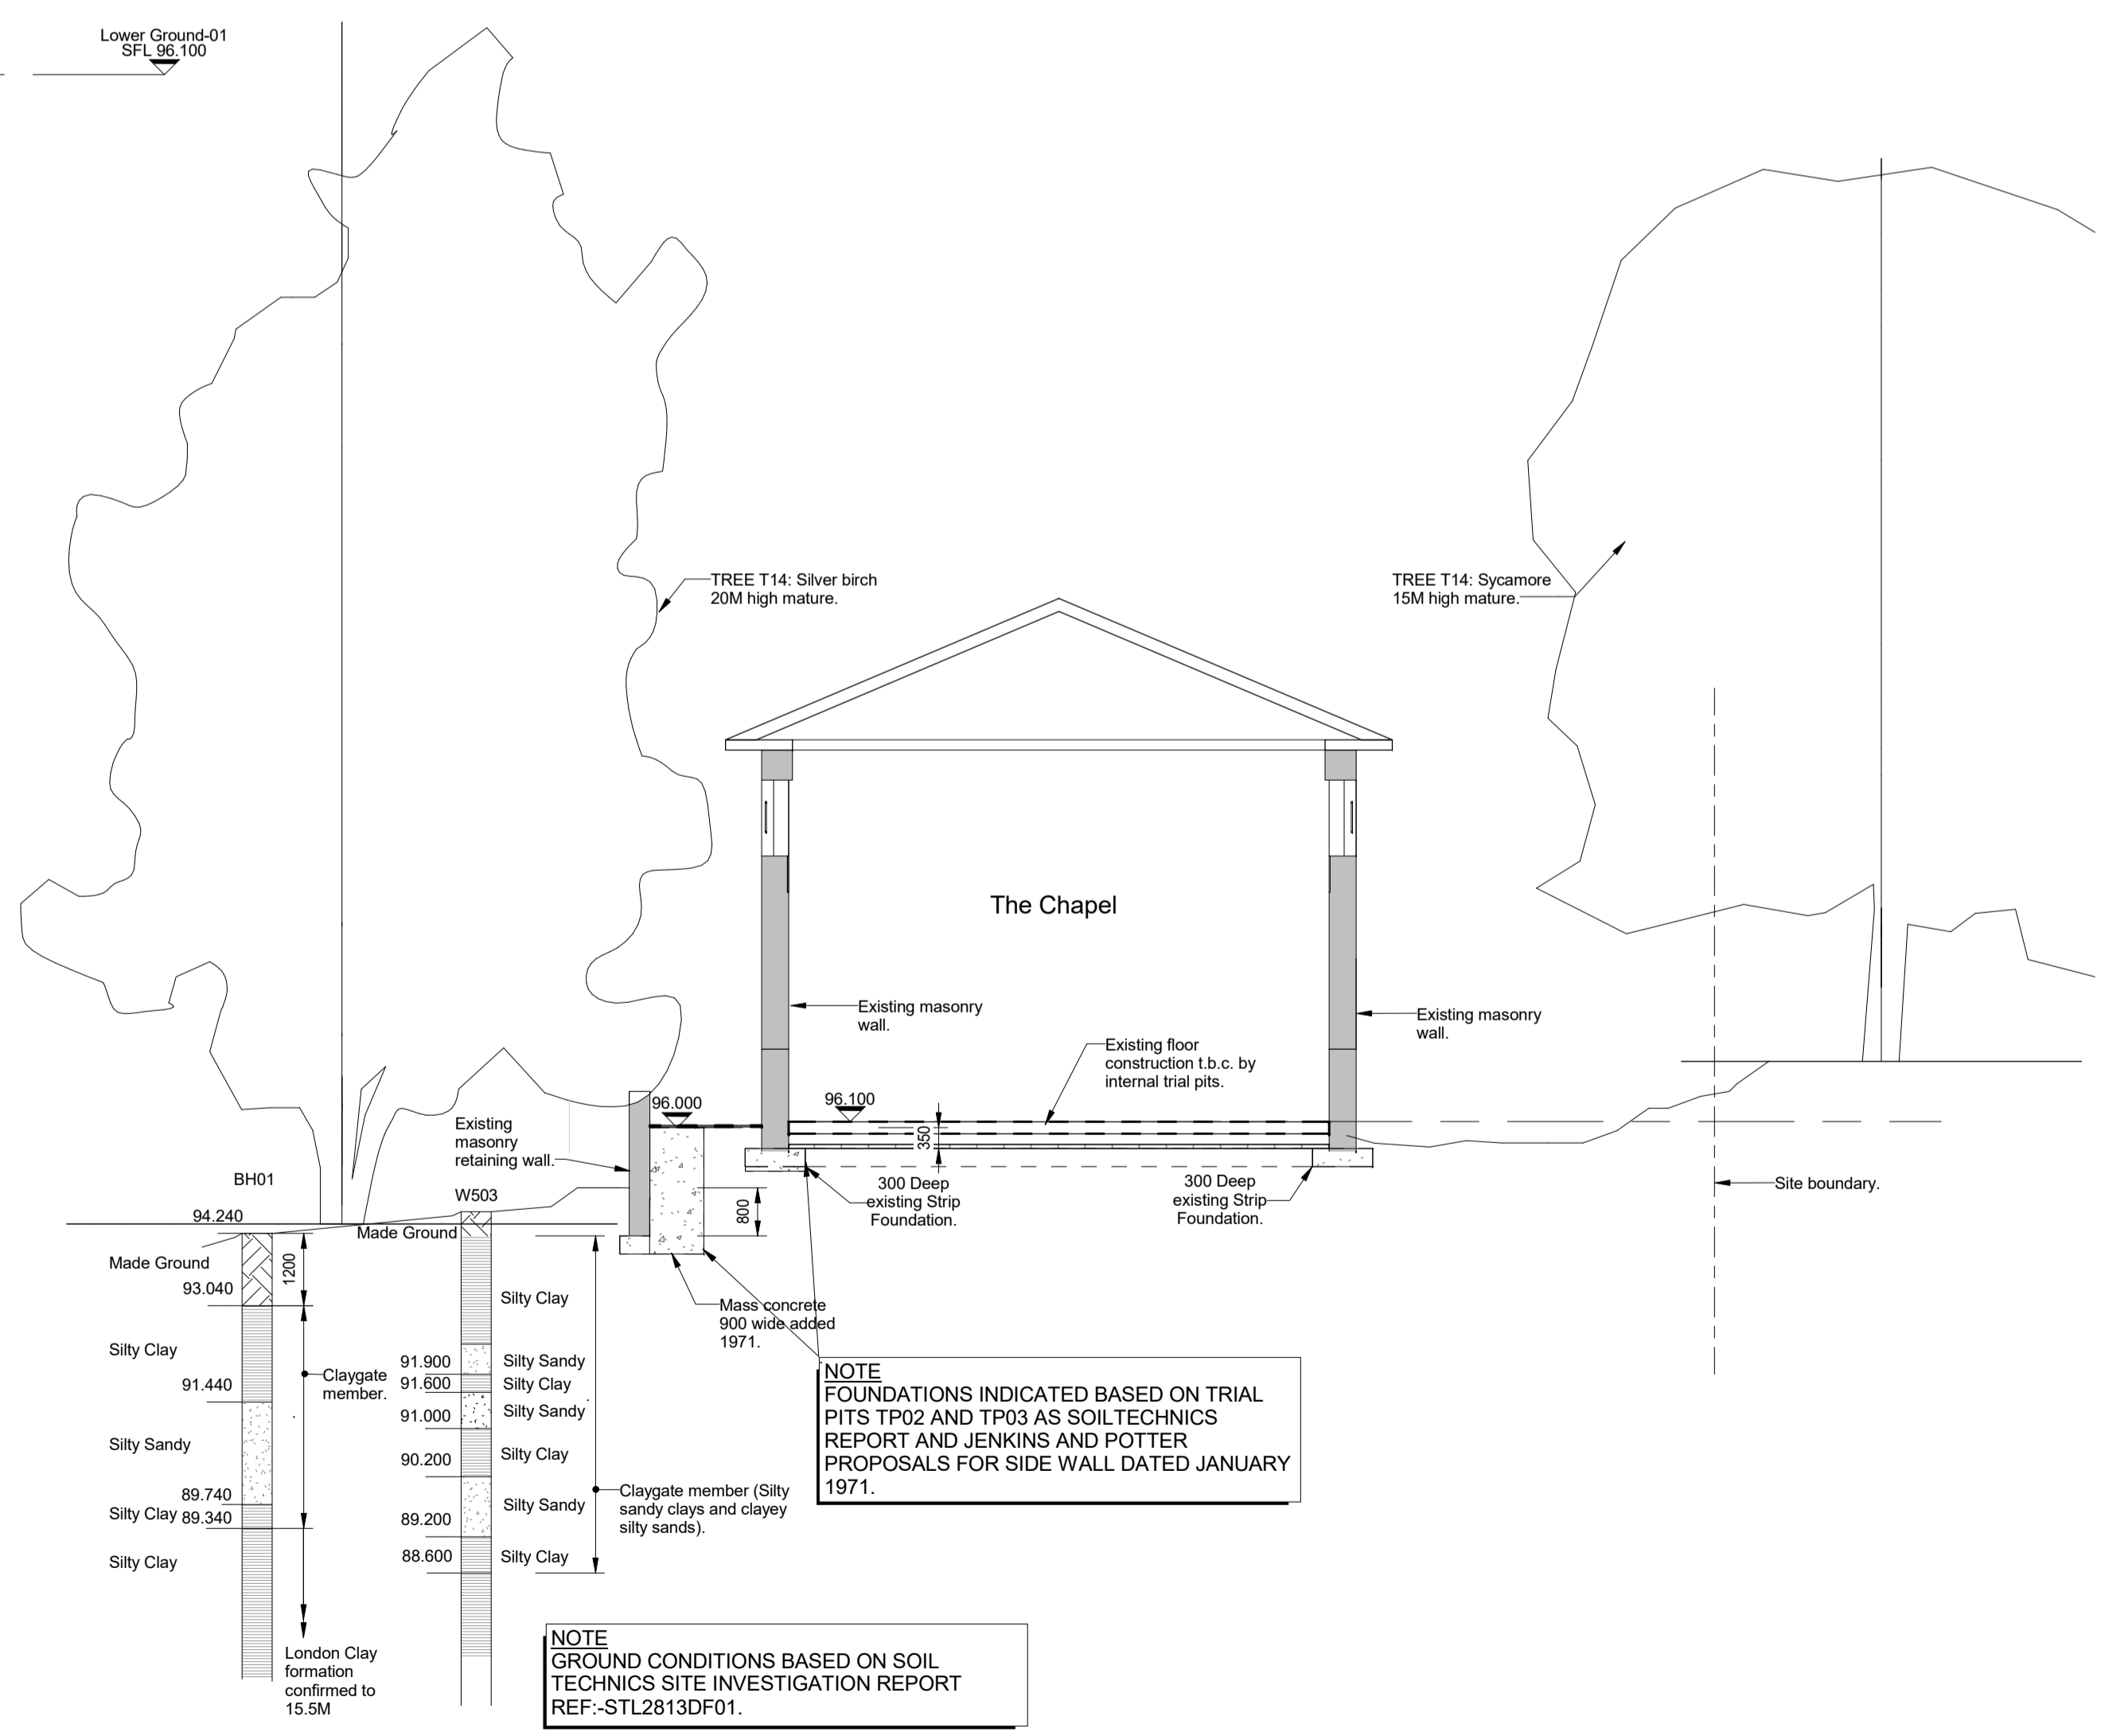 Lower Ground-01
SFL 96.100
TREE T14: Silver birch
20M high mature.
TREE T14: Sycamore
15M high mature.
The Chapel
Existing masonry
wall.
Existing masonry
wall.
Existing floor
construction t.b.c. by
internal trial pits.
96.000
96.100
350
Existing
masonry
retaining wall.
BH01
W503
94.240
Made Ground
Made Ground
93.040
1200
800
300 Deep
existing Strip
Foundation.
300 Deep
existing Strip
Foundation.
Site boundary.
Silty Clay
91.440
Silty Sandy
89.740
Silty Clay
89.340
Silty Clay
Claygate
member.
London Clay
formation
confirmed to
15.5M
Silty Clay
91.900
Silty Sandy
91.600
Silty Clay
Silty Sandy
91.000
Silty Clay
90.200
Silty Sandy
89.200
88.600
Silty Clay
Claygate member (Silty
sandy clays and clayey
silty sands).
Mass concrete
900 wide added
1971.
NOTE
FOUNDATIONS INDICATED BASED ON TRIAL
PITS TP02 AND TP03 AS SOILTECHNICS
REPORT AND JENKINS AND POTTER
PROPOSALS FOR SIDE WALL DATED JANUARY
1971.
NOTE
GROUND CONDITIONS BASED ON SOIL
TECHNICS SITE INVESTIGATION REPORT
REF:-STL2813DF01.